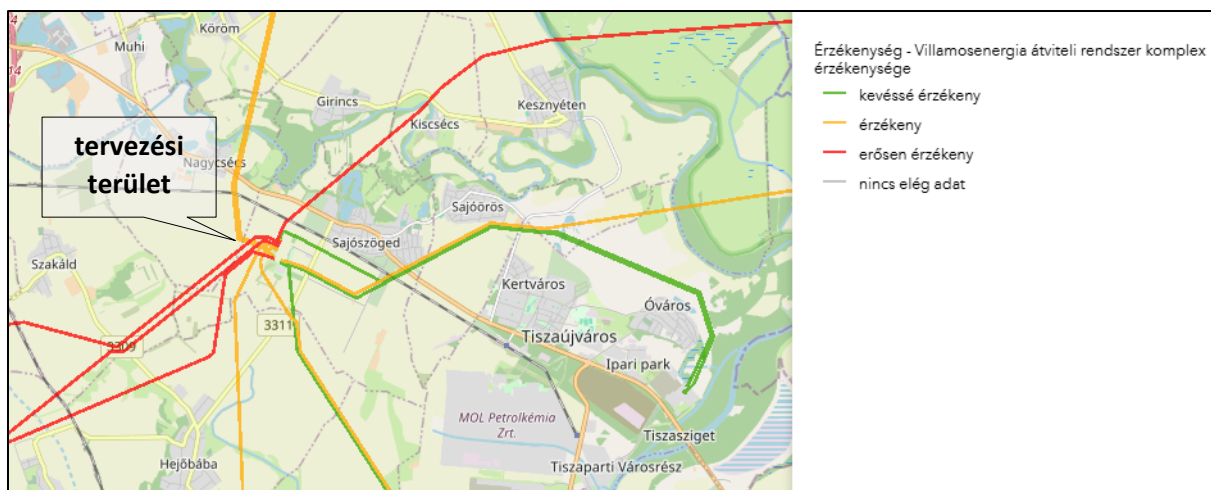 14
Köröm
Muhi
14
Girincs
Kesznyéten
Kiscsécs
tervezési
terület
Nagycsécs
Sajóörös
Sajószöged
Szakáld
Kertváros
Óváros
3311
Tiszaújváros
3309
Ipari park
MOL Petrolkémia
Zrt.
Tiszasziget
Hejőbába
Tiszaparti Városrész
Érzékenység - Villamosenergia átviteli rendszer komplex
érzékenysége
kevéssé érzékeny
érzékeny
erősen érzékeny
nincs elég adat